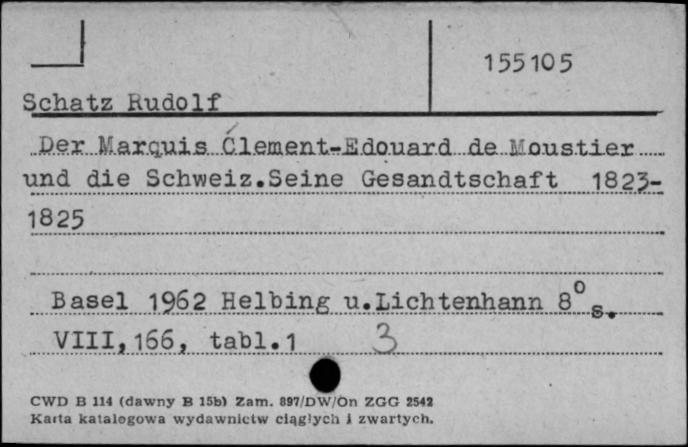 155105
Schatz Rudolf
Der Marquis Ćlement-Edouard de Moustier
und die Schweiz.Seine Gesandtschaft 1823-
1825
Basel 1962 Helbing u.Lichtenhann 8° s.
VIII,166, tabl.1 3
CWD B 114 (dawny B 15b) Zam. 897/DW/On ZGG 2542
Karta katalogowa wydawnictw ciągłych i zwartych.